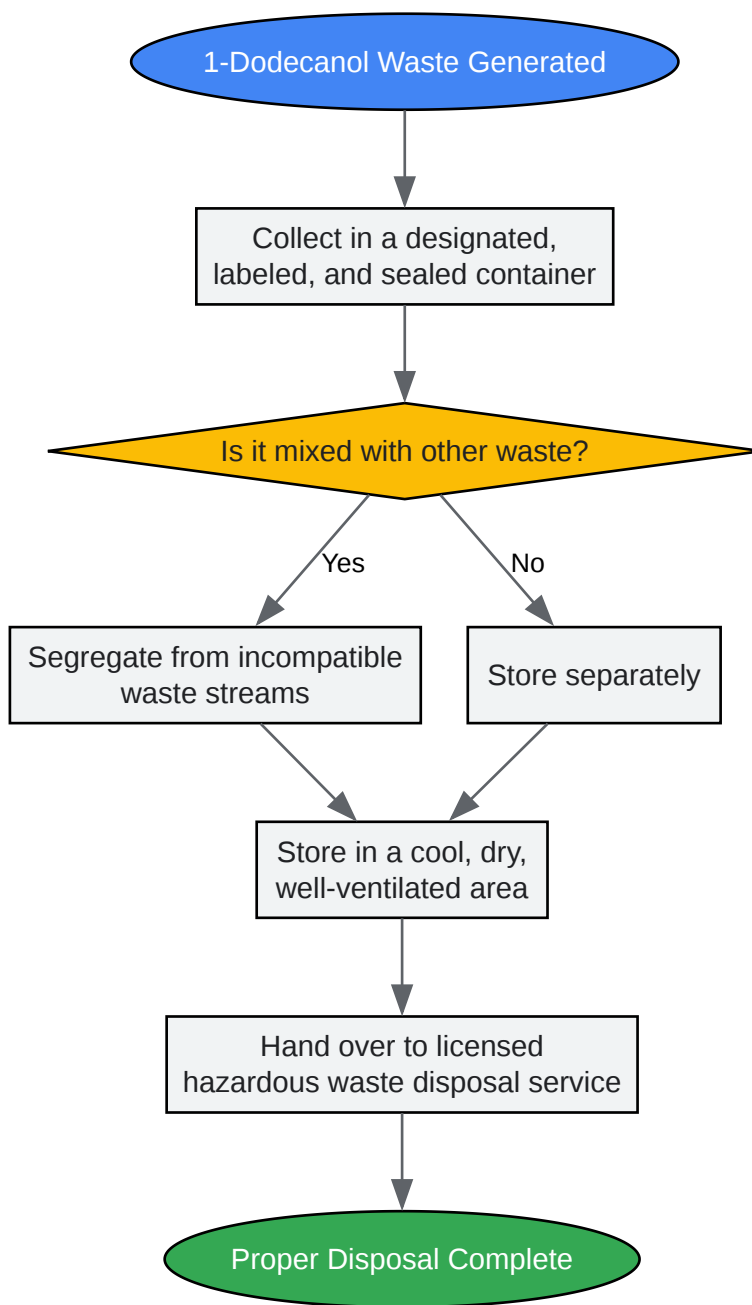 1-Dodecanol Waste Generated
Collect in a designated,
labeled, and sealed container
Is it mixed with other waste?
Yes
No
Segregate from incompatible
waste streams
Store separately
Store in a cool, dry,
well-ventilated area
Hand over to licensed
hazardous waste disposal service
Proper Disposal Complete